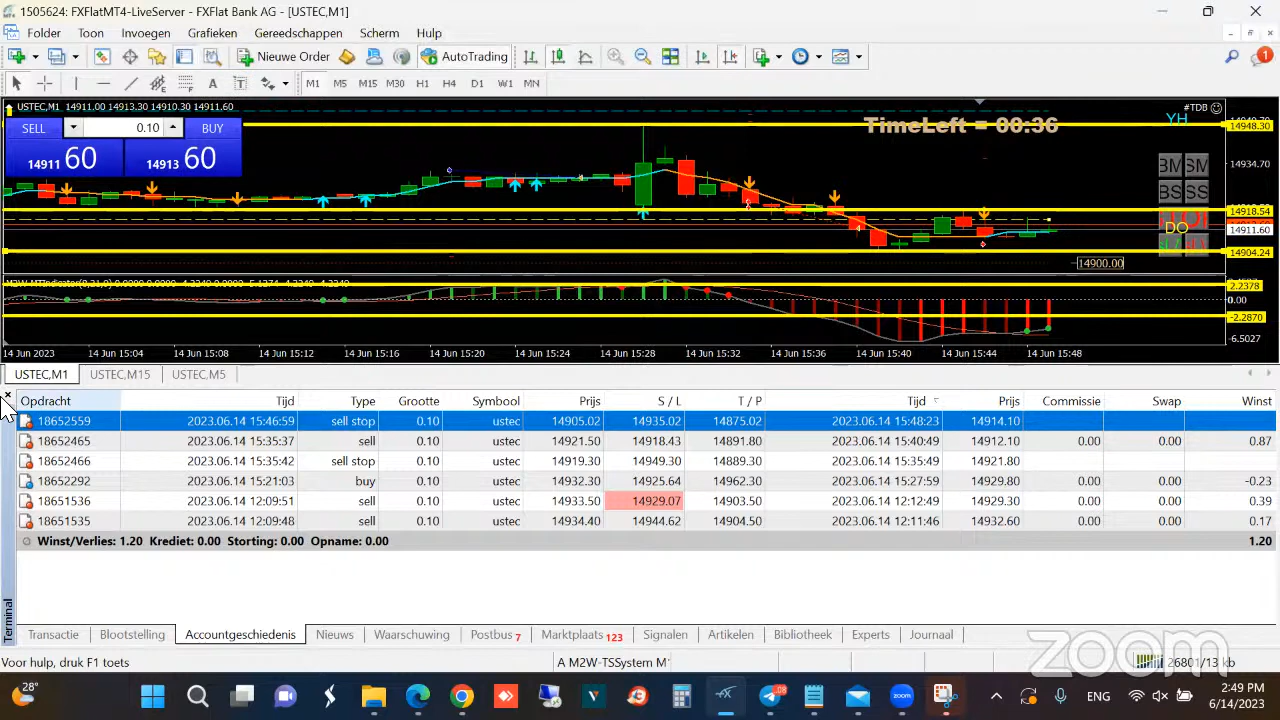 1505624: FXFlatMT4-LiveServer - FXFlat Bank AG - [USTEC,M1]
Folder Toon Invoegen Grafieken Gereedschappen Scherm Hulp
Nieuwe Order AutoTrading
A T M1 M5 M15 M30 H1 H4 D1 W1 MN
USTEC,M1 14911.00 14913.30 14910.30 14911.60
#TDB
SELL 0.10 BUY
14911 60 14913 60
TimeLeft = 00:36
YH
14948.30
14934.70
BM SM
BS SS
14918.54
DO
14911.60
14904.24
14900.00
2.2378
0.00
-2.2870
-6.5027
14 Jun 2023 14 Jun 15:04 14 Jun 15:08 14 Jun 15:12 14 Jun 15:16 14 Jun 15:20 14 Jun 15:24 14 Jun 15:28 14 Jun 15:32 14 Jun 15:36 14 Jun 15:40 14 Jun 15:44 14 Jun 15:48
USTEC,M1 USTEC,M15 USTEC,M5
Opdracht Tijd Type Grootte Symbool Prijs S / L T / P Tijd Prijs Commissie Swap Winst
18652559 2023.06.14 15:46:59 sell stop 0.10 ustec 14905.02 14935.02 14875.02 2023.06.14 15:48:23 14914.10
18652465 2023.06.14 15:35:37 sell 0.10 ustec 14921.50 14918.43 14891.80 2023.06.14 15:40:49 14912.10 0.00 0.00 0.87
18652466 2023.06.14 15:35:42 sell stop 0.10 ustec 14919.30 14949.30 14889.30 2023.06.14 15:35:49 14921.80
18652292 2023.06.14 15:21:03 buy 0.10 ustec 14932.30 14925.64 14962.30 2023.06.14 15:27:59 14929.80 0.00 0.00 -0.23
18651536 2023.06.14 12:09:51 sell 0.10 ustec 14933.50 14929.07 14903.50 2023.06.14 12:12:49 14929.30 0.00 0.00 0.39
18651535 2023.06.14 12:09:48 sell 0.10 ustec 14934.40 14944.62 14904.50 2023.06.14 12:11:46 14932.60 0.00 0.00 0.17
Winst/Verlies: 1.20 Krediet: 0.00 Storting: 0.00 Opname: 0.00 1.20
Terminal
Transactie Blootstelling Accountgeschiedenis Nieuws Waarschuwing Postbus 7 Marktplaats 123 Signalen Artikelen Bibliotheek Experts Journaal
zoom
Voor hulp, druk F1 toets A M2W-TSSystem M 26801/13 kb
28°
zoom
ENG
2:49 PM
6/14/2023